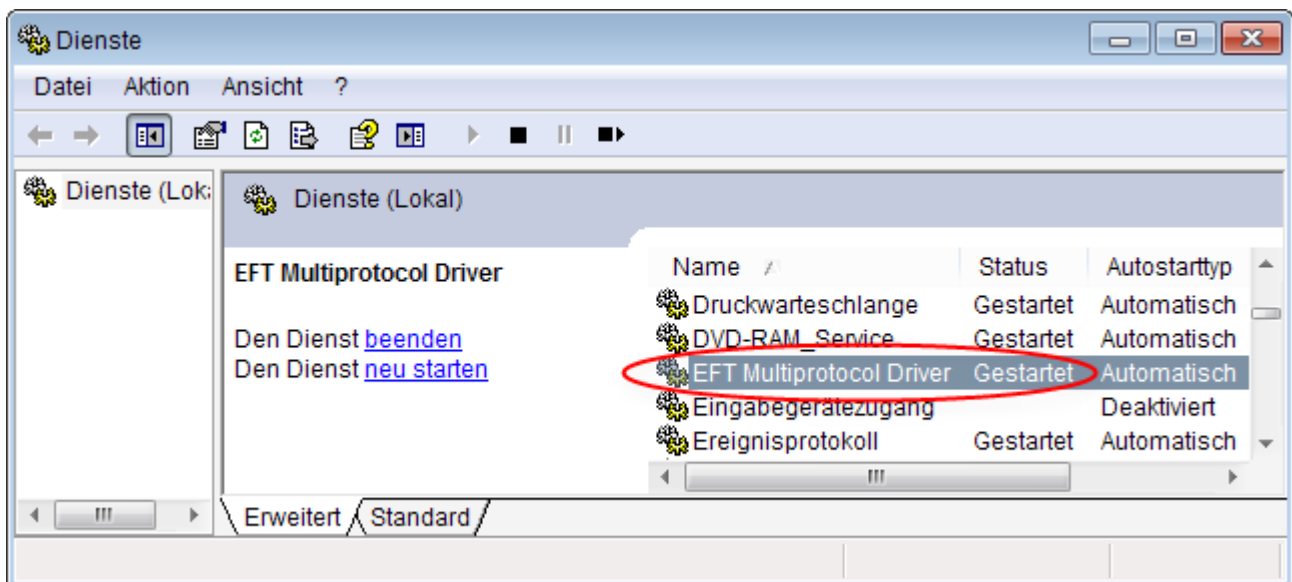 Dienste
Datei Aktion Ansicht ?
Dienste (Lok
Dienste (Lokal)
EFT Multiprotocol Driver
Den Dienst beenden
Den Dienst neu starten
Name Status Autostarttyp
Druckwarteschlange Gestartet Automatisch
DVD-RAM_Service Gestartet Automatisch
EFT Multiprotocol Driver Gestartet Automatisch
Eingabegerätezugang Deaktiviert
Ereignisprotokoll Gestartet Automatisch
Erweitert Standard